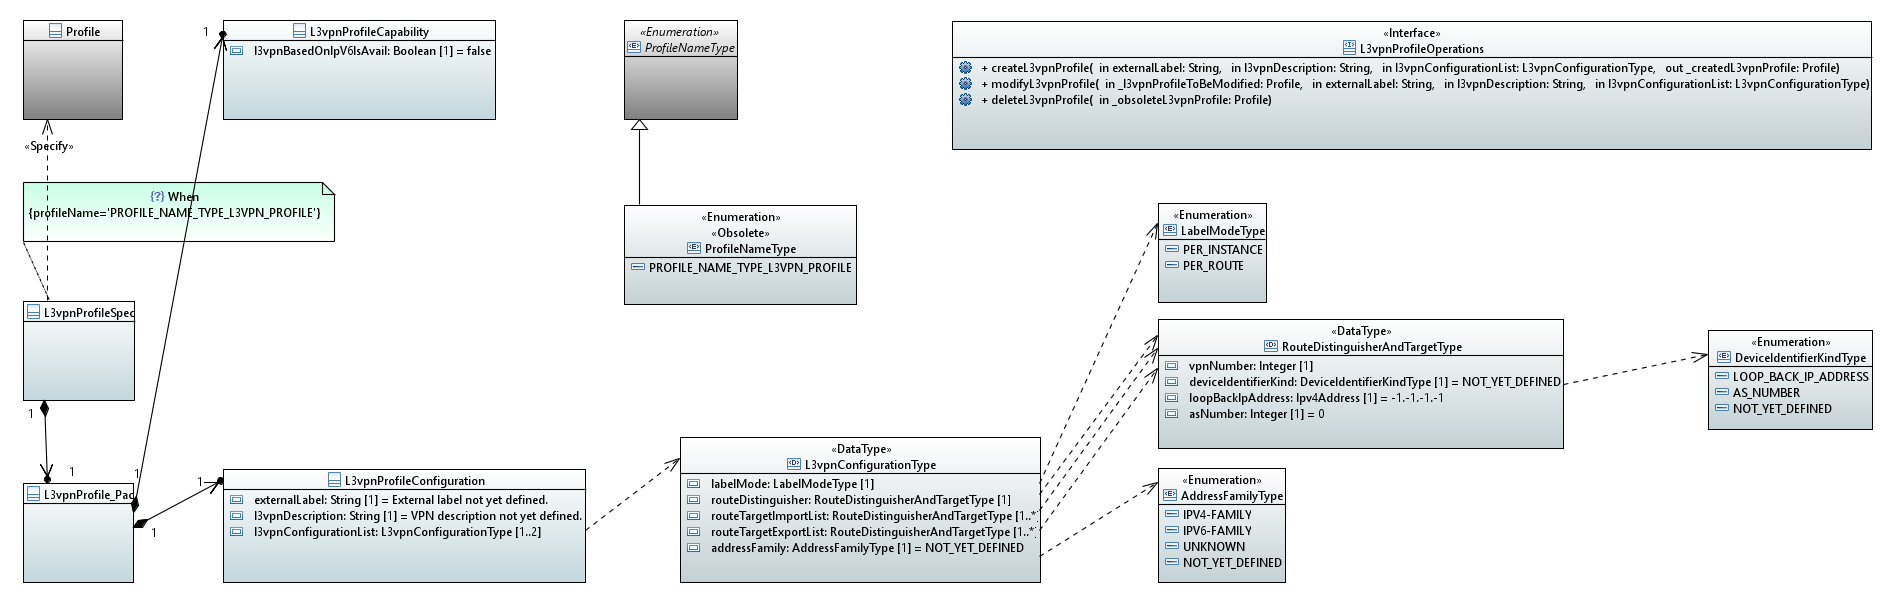 Profile
«Specify»
{?} When
{profileName='PROFILE_NAME_TYPE_L3VPN_PROFILE'}
L3vpnProfileSpec
1
1
L3vpnProfile_Pac
1
1
1
1
L3vpnProfileCapability
l3vpnBasedOnIpV6IsAvail: Boolean [1] = false
L3vpnProfileConfiguration
externalLabel: String [1] = External label not yet defined.
l3vpnDescription: String [1] = VPN description not yet defined.
l3vpnConfigurationList: L3vpnConfigurationType [1..2]
«Enumeration»
ProfileNameType
«Enumeration»
«Obsolete»
ProfileNameType
PROFILE_NAME_TYPE_L3VPN_PROFILE
«Interface»
L3vpnProfileOperations
+ createL3vpnProfile( in externalLabel: String, in l3vpnDescription: String, in l3vpnConfigurationList: L3vpnConfigurationType, out _createdL3vpnProfile: Profile)
+ modifyL3vpnProfile( in _l3vpnProfileToBeModified: Profile, in externalLabel: String, in l3vpnDescription: String, in l3vpnConfigurationList: L3vpnConfigurationType)
+ deleteL3vpnProfile( in _obsoleteL3vpnProfile: Profile)
«DataType»
L3vpnConfigurationType
labelMode: LabelModeType [1]
routeDistinguisher: RouteDistinguisherAndTargetType [1]
routeTargetImportList: RouteDistinguisherAndTargetType [1..*]
routeTargetExportList: RouteDistinguisherAndTargetType [1..*]
addressFamily: AddressFamilyType [1] = NOT_YET_DEFINED
«Enumeration»
LabelModeType
PER_INSTANCE
PER_ROUTE
«DataType»
RouteDistinguisherAndTargetType
vpnNumber: Integer [1]
deviceIdentifierKind: DeviceIdentifierKindType [1] = NOT_YET_DEFINED
loopBackIpAddress: Ipv4Address [1] = -1.-1.-1.-1
asNumber: Integer [1] = 0
«Enumeration»
AddressFamilyType
IPV4-FAMILY
IPV6-FAMILY
UNKNOWN
NOT_YET_DEFINED
«Enumeration»
DeviceIdentifierKindType
LOOP_BACK_IP_ADDRESS
AS_NUMBER
NOT_YET_DEFINED